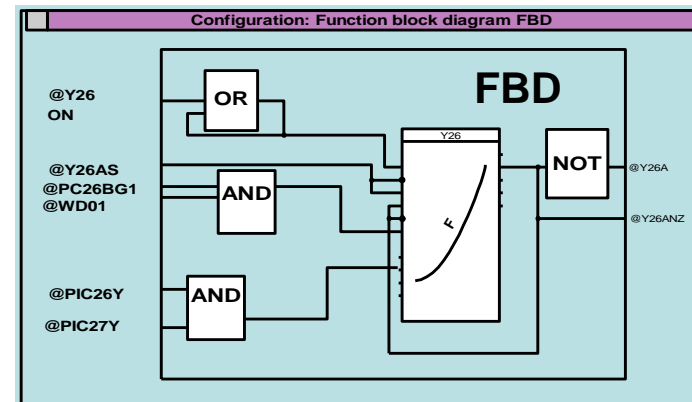 Configuration: Function block diagram FBD
FBD
@Y26
ON
OR
Y26
@Y26AS
@PC26BG1
@WD01
AND
NOT
@Y26A
F
@Y26ANZ
@PIC26Y
AND
@PIC27Y